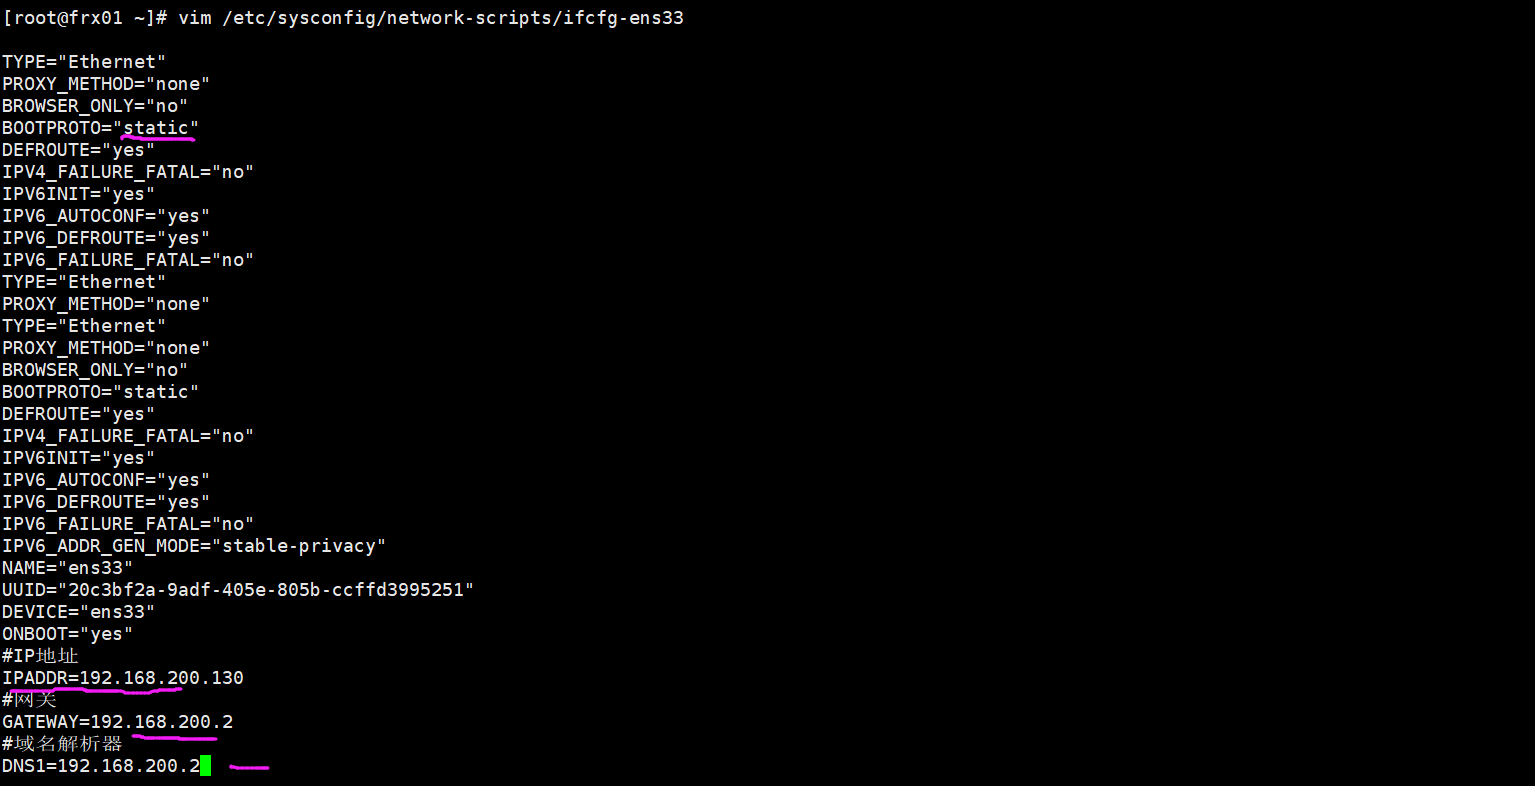 [root@frx01 ~]# vim /etc/sysconfig/network-scripts/ifcfg-ens33
TYPE="Ethernet"
PROXY_METHOD="none"
BROWSER_ONLY="no"
BOOTPROTO="static"
DEFROUTE="yes"
IPV4_FAILURE_FATAL="no"
IPV6INIT="yes"
IPV6_AUTOCONF="yes"
IPV6_DEFROUTE="yes"
IPV6_FAILURE_FATAL="no"
TYPE="Ethernet"
PROXY_METHOD="none"
TYPE="Ethernet"
PROXY_METHOD="none"
BROWSER_ONLY="no"
BOOTPROTO="static"
DEFROUTE="yes"
IPV4_FAILURE_FATAL="no"
IPV6INIT="yes"
IPV6_AUTOCONF="yes"
IPV6_DEFROUTE="yes"
IPV6_FAILURE_FATAL="no"
IPV6_ADDR_GEN_MODE="stable-privacy"
NAME="ens33"
UUID="20c3bf2a-9adf-405e-805b-ccffd3995251"
DEVICE="ens33"
ONBOOT="yes"
#IP地址
IPADDR=192.168.200.130
#网关
GATEWAY=192.168.200.2
#域名解析器
DNS1=192.168.200.2